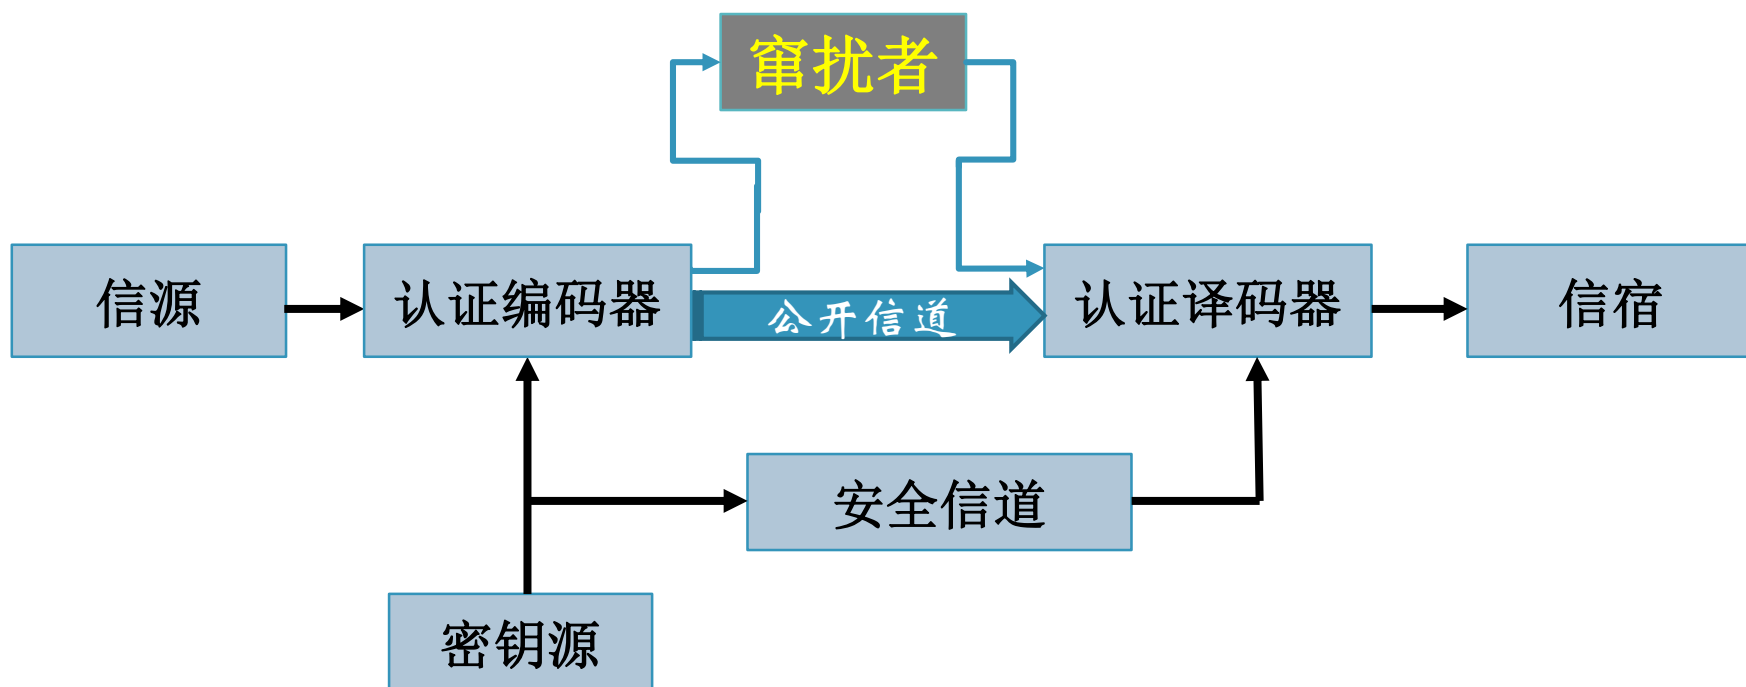 窜扰者
信源
认证编码器
公开信道
认证译码器
信宿
安全信道
密钥源